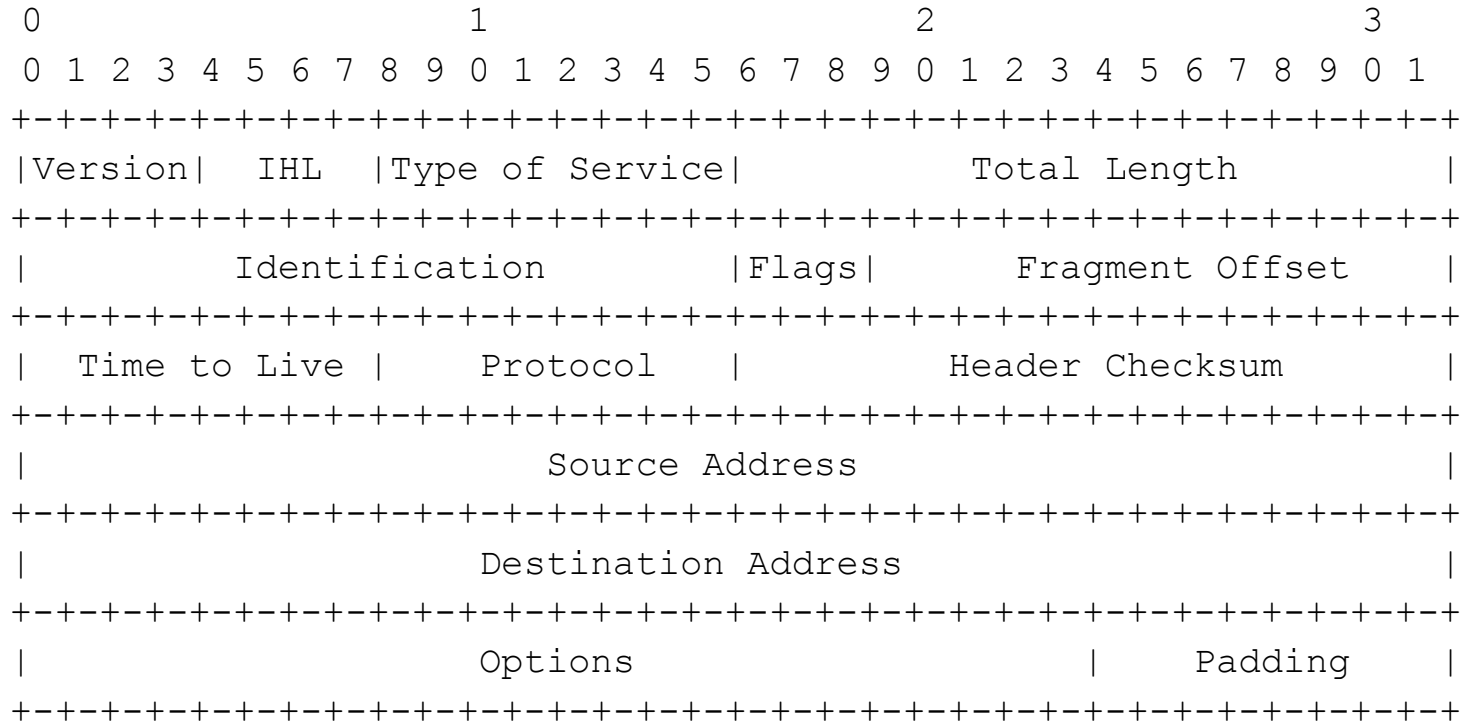 0                   1                   2                   3
 0 1 2 3 4 5 6 7 8 9 0 1 2 3 4 5 6 7 8 9 0 1 2 3 4 5 6 7 8 9 0 1
+-+-+-+-+-+-+-+-+-+-+-+-+-+-+-+-+-+-+-+-+-+-+-+-+-+-+-+-+-+-+-+-+
|Version|  IHL  |Type of Service|          Total Length         |
+-+-+-+-+-+-+-+-+-+-+-+-+-+-+-+-+-+-+-+-+-+-+-+-+-+-+-+-+-+-+-+-+
|         Identification        |Flags|      Fragment Offset    |
+-+-+-+-+-+-+-+-+-+-+-+-+-+-+-+-+-+-+-+-+-+-+-+-+-+-+-+-+-+-+-+-+
|  Time to Live |    Protocol   |         Header Checksum       |
+-+-+-+-+-+-+-+-+-+-+-+-+-+-+-+-+-+-+-+-+-+-+-+-+-+-+-+-+-+-+-+-+
|                       Source Address                          |
+-+-+-+-+-+-+-+-+-+-+-+-+-+-+-+-+-+-+-+-+-+-+-+-+-+-+-+-+-+-+-+-+
|                    Destination Address                        |
+-+-+-+-+-+-+-+-+-+-+-+-+-+-+-+-+-+-+-+-+-+-+-+-+-+-+-+-+-+-+-+-+
|                    Options                    |    Padding    |
+-+-+-+-+-+-+-+-+-+-+-+-+-+-+-+-+-+-+-+-+-+-+-+-+-+-+-+-+-+-+-+-+